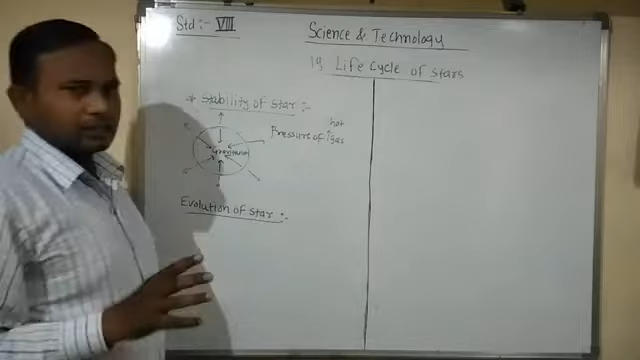 Std :- VIII
Science & Technology
19 Life Cycle of stars
* Stability of star :-
hot
Pressure of gas
Gravitational
Evolution of star :-